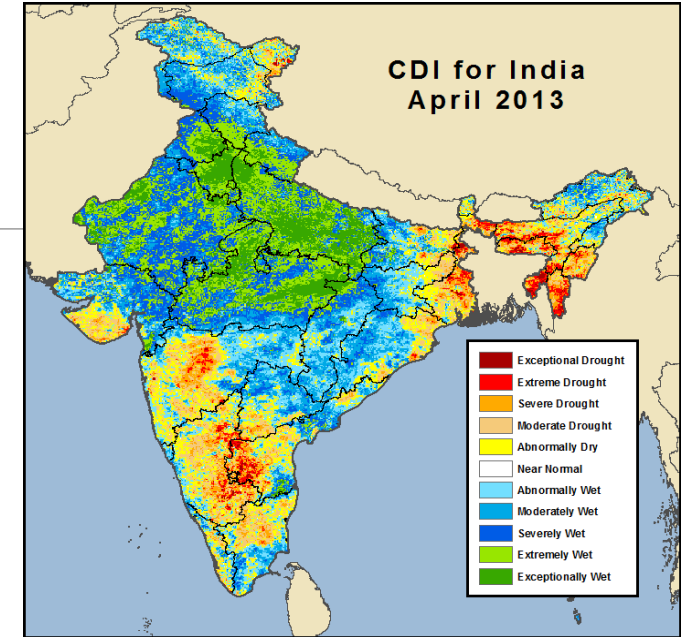 CDI for India
April 2013
Exceptional Drought
Extreme Drought
Severe Drought
Moderate Drought
Abnormally Dry
Near Normal
Abnormally Wet
Moderately Wet
Severely Wet
Extremely Wet
Exceptionally Wet